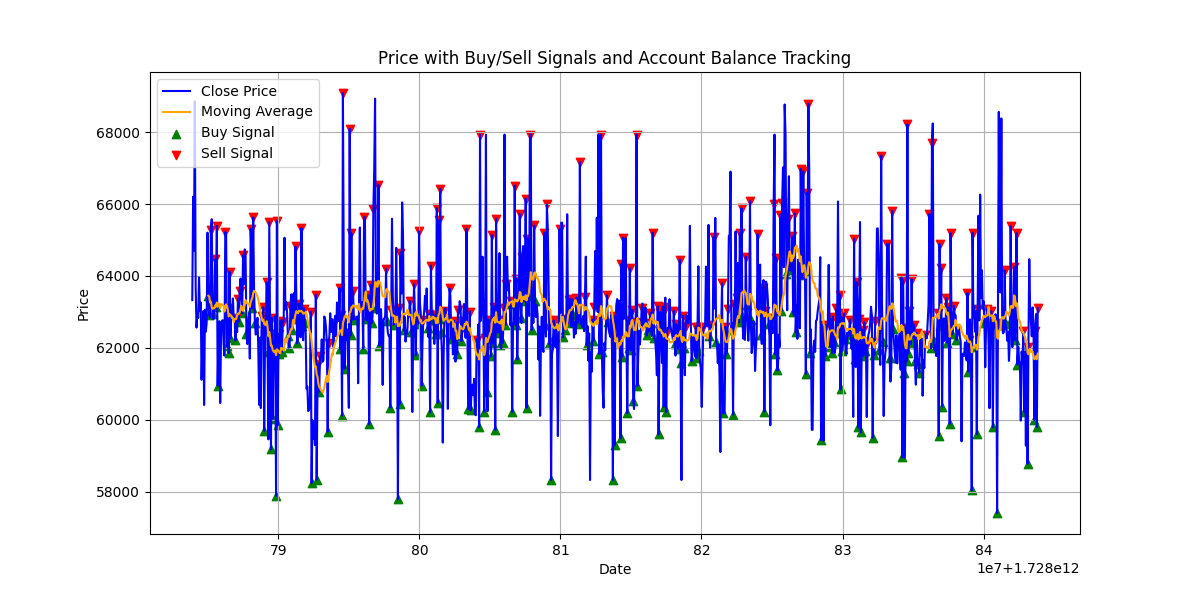 Price with Buy/Sell Signals and Account Balance Tracking
Close Price
Moving Average
Buy Signal
Sell Signal
68000
66000
64000
62000
60000
58000
Price
79
80
81
82
83
84
Date
1e7+1.728e12